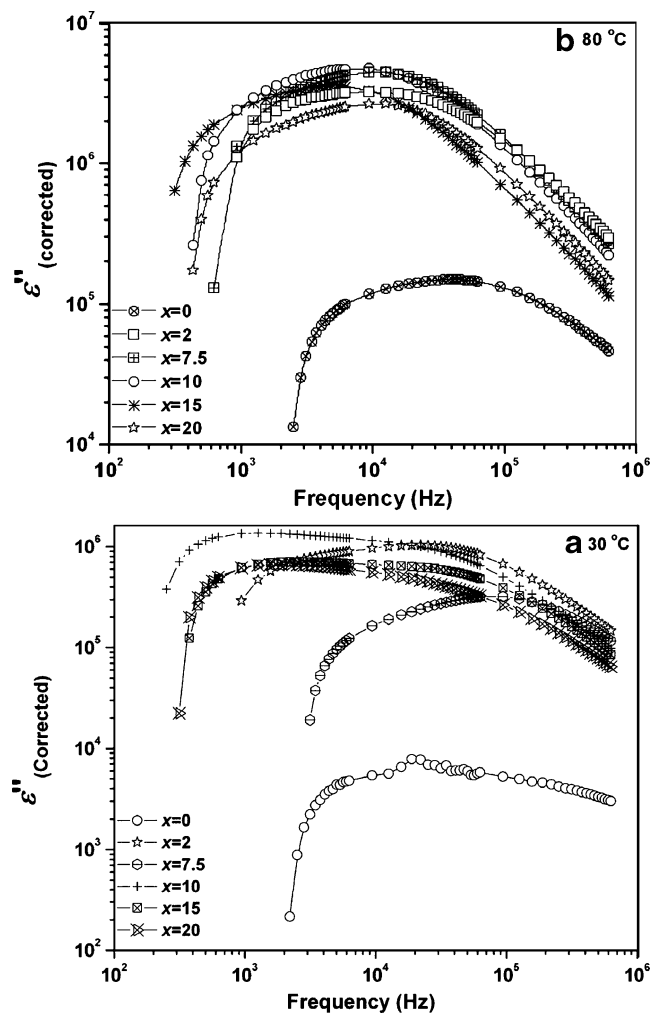 b 80 °C
10⁷
10⁶
10⁵
10⁴
ε" (corrected)
x=0
x=2
x=7.5
x=10
x=15
x=20
10² 10³ 10⁴ 10⁵ 10⁶
Frequency (Hz)
a 30 °C
10⁶
10⁵
10⁴
10³
10²
ε" (Corrected)
x=0
x=2
x=7.5
x=10
x=15
x=20
10² 10³ 10⁴ 10⁵ 10⁶
Frequency (Hz)